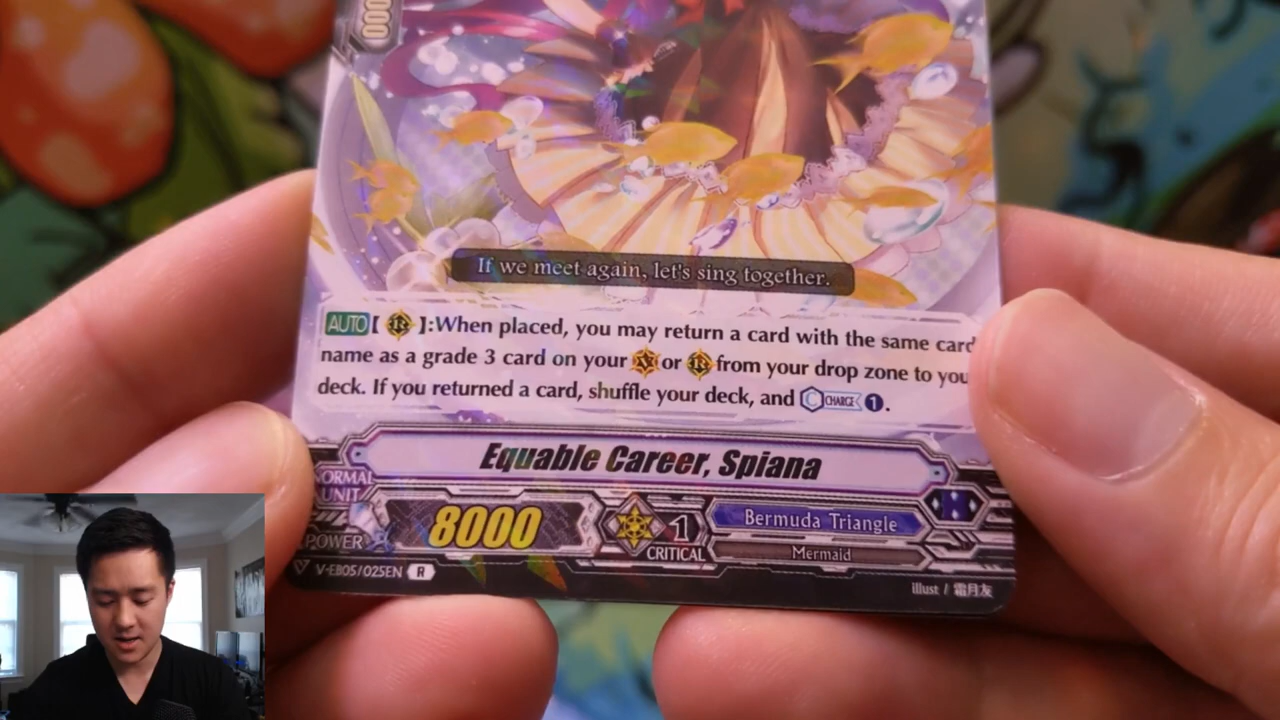 000
If we meet again, let's sing together.
AUTO[ R ]:When placed, you may return a card with the same card
name as a grade 3 card on your V or R from your drop zone to you
deck. If you returned a card, shuffle your deck, and C CHARGE 1.
Equable Career, Spiana
NORMAL
UNIT
POWER 8000
1
CRITICAL
Bermuda Triangle
Mermaid
V-EB05/025EN R
illust / 霜月友